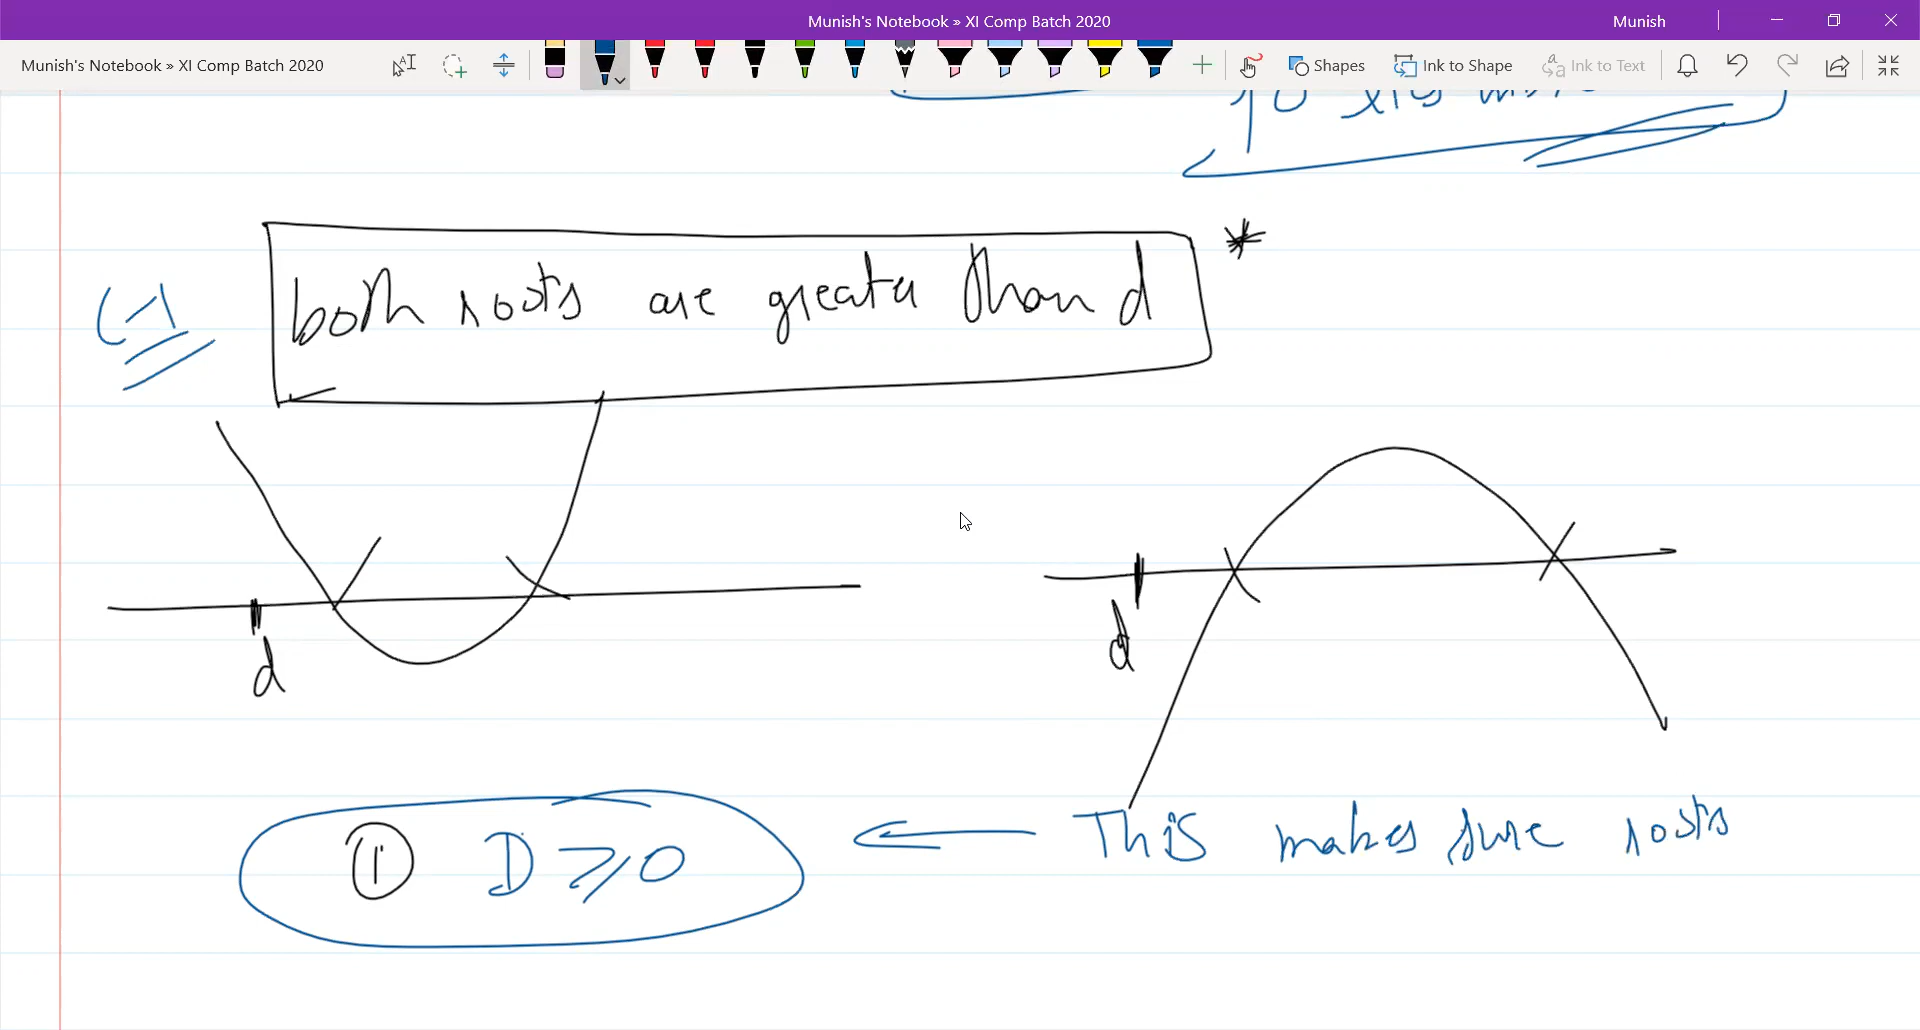 Munish's Notebook » XI Comp Batch 2020
Munish
Munish's Notebook » XI Comp Batch 2020
Shapes
Ink to Shape
Ink to Text
C-1
both roots are greater than d
*
d
d
① D ≥ 0
This makes sure roots